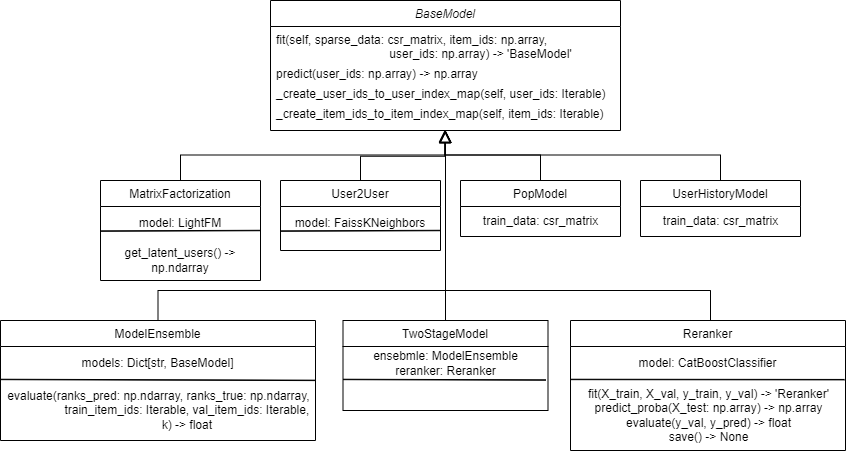 BaseModel
fit(self, sparse_data: csr_matrix, item_ids: np.array,
user_ids: np.array) -> 'BaseModel'
predict(user_ids: np.array) -> np.array
_create_user_ids_to_user_index_map(self, user_ids: Iterable)
_create_item_ids_to_item_index_map(self, item_ids: Iterable)
MatrixFactorization
model: LightFM
get_latent_users() ->
np.ndarray
User2User
model: FaissKNeighbors
PopModel
train_data: csr_matrix
UserHistoryModel
train_data: csr_matrix
ModelEnsemble
models: Dict[str, BaseModel]
evaluate(ranks_pred: np.ndarray, ranks_true: np.ndarray,
train_item_ids: Iterable, val_item_ids: Iterable,
k) -> float
TwoStageModel
ensebmle: ModelEnsemble
reranker: Reranker
Reranker
model: CatBoostClassifier
fit(X_train, X_val, y_train, y_val) -> 'Reranker'
predict_proba(X_test: np.array) -> np.array
evaluate(y_val, y_pred) -> float
save() -> None